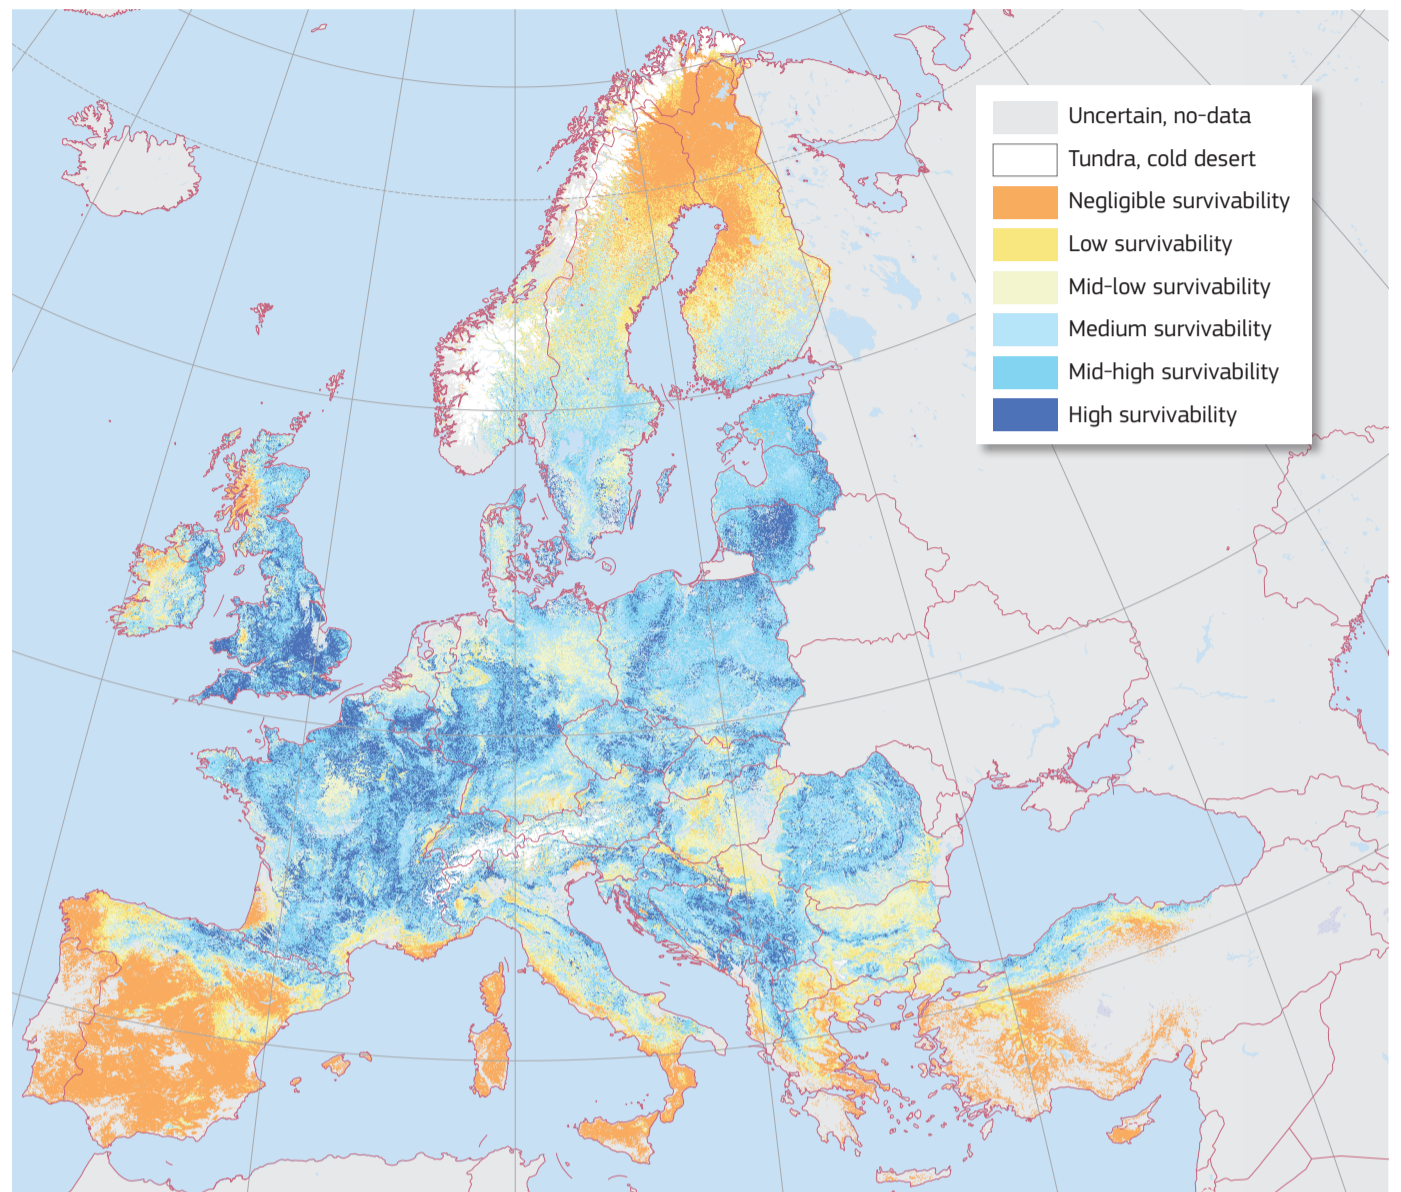 Uncertain, no-data
Tundra, cold desert
Negligible survivability
Low survivability
Mid-low survivability
Medium survivability
Mid-high survivability
High survivability